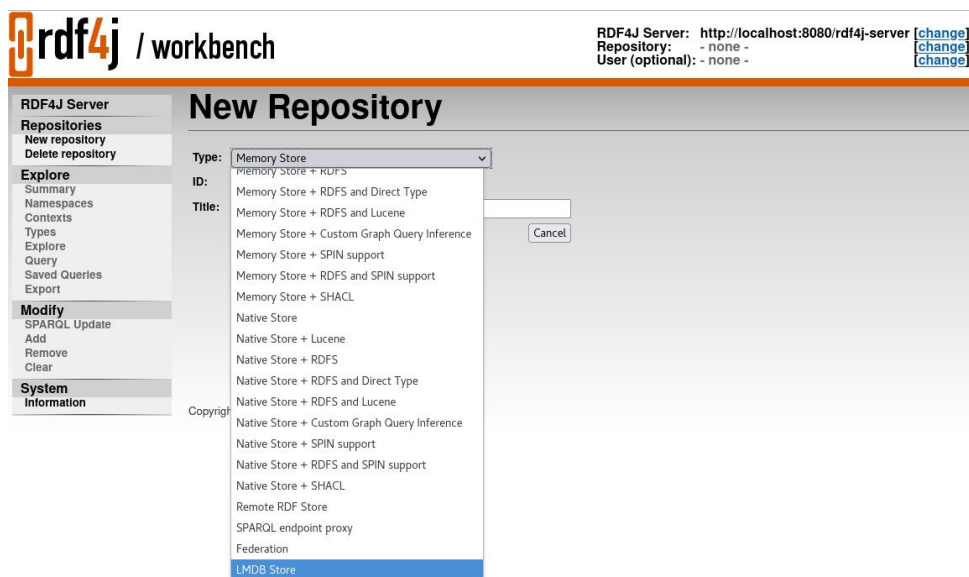 rdf4j / workbench
RDF4J Server: http://localhost:8080/rdf4j-server [change]
Repository: - none - [change]
User (optional): - none - [change]
RDF4J Server
Repositories
New repository
Delete repository
Explore
Summary
Namespaces
Contexts
Types
Explore
Query
Saved Queries
Export
Modify
SPARQL Update
Add
Remove
Clear
System
Information
New Repository
Type: Memory Store
ID:
Title:
Memory Store + RDFS
Memory Store + RDFS and Direct Type
Memory Store + RDFS and Lucene
Memory Store + Custom Graph Query Inference
Memory Store + SPIN support
Memory Store + RDFS and SPIN support
Memory Store + SHACL
Native Store
Native Store + Lucene
Native Store + RDFS
Native Store + RDFS and Direct Type
Native Store + RDFS and Lucene
Native Store + Custom Graph Query Inference
Native Store + SPIN support
Native Store + RDFS and SPIN support
Native Store + SHACL
Remote RDF Store
SPARQL endpoint proxy
Federation
LMDB Store
Cancel
Copyrigh